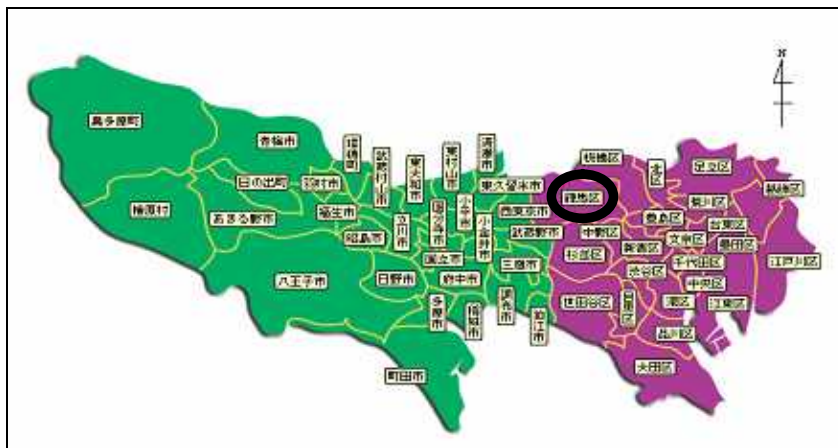 N
奥多摩町
青梅市
瑞穂町
武蔵村山市
東大和市
東村山市
清瀬市
東久留米市
板橋区
北区
足立区
葛飾区
檜原村
日の出町
羽村市
あきる野市
福生市
昭島市
立川市
国分寺市
小平市
小金井市
西東京市
武蔵野市
練馬区
中野区
豊島区
荒川区
文京区
台東区
墨田区
江戸川区
八王子市
日野市
国立市
府中市
三鷹市
杉並区
新宿区
渋谷区
千代田区
中央区
江東区
多摩市
稲城市
調布市
狛江市
世田谷区
目黒区
港区
品川区
町田市
大田区